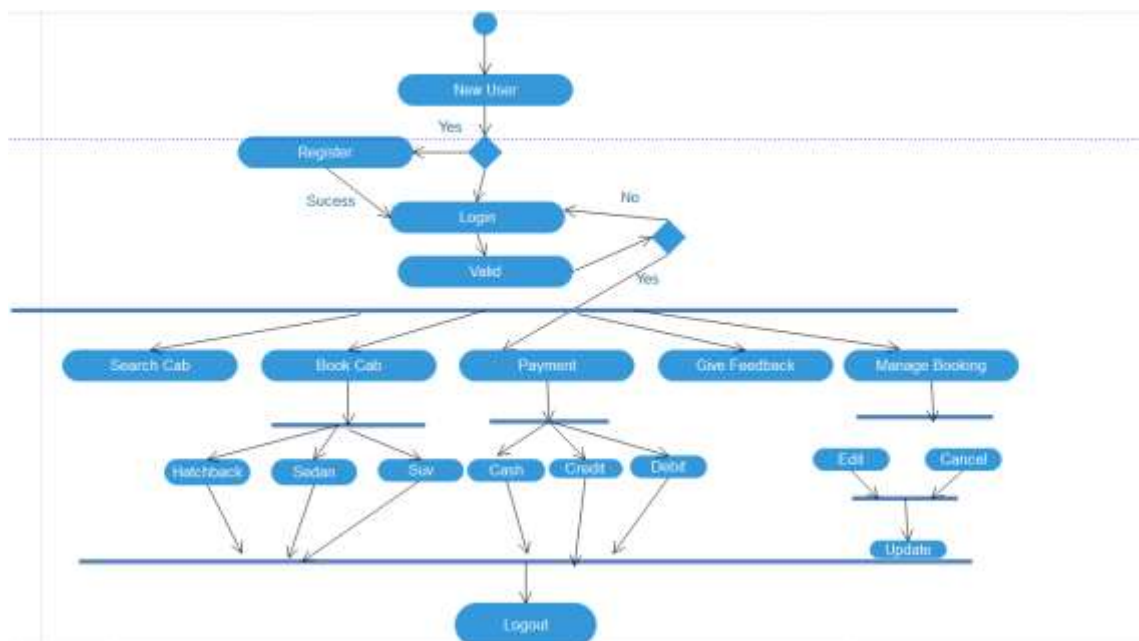 New User
Yes
Register
Sucess
No
Login
Valid
Yes
Search Cab
Book Cab
Payment
Give Feedback
Manage Booking
Hatchback
Sedan
Suv
Cash
Credit
Debit
Edit
Cancel
Update
Logout